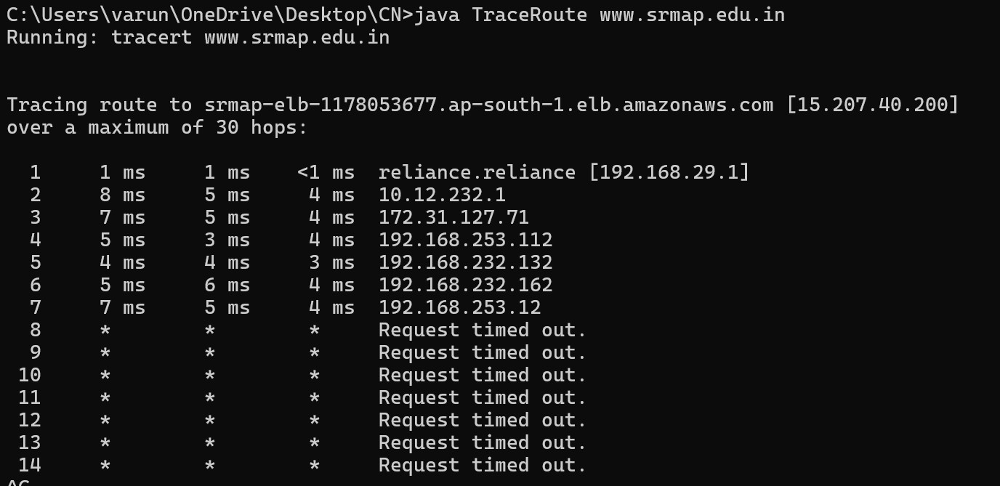 C:\Users\varun\OneDrive\Desktop\CN>java TraceRoute www.srmap.edu.in
Running: tracert www.srmap.edu.in
Tracing route to srmap-elb-1178053677.ap-south-1.elb.amazonaws.com [15.207.40.200]
over a maximum of 30 hops:
1 1 ms 1 ms <1 ms reliance.reliance [192.168.29.1]
2 8 ms 5 ms 4 ms 10.12.232.1
3 7 ms 5 ms 4 ms 172.31.127.71
4 5 ms 3 ms 4 ms 192.168.253.112
5 4 ms 4 ms 3 ms 192.168.232.132
6 5 ms 6 ms 4 ms 192.168.232.162
7 7 ms 5 ms 4 ms 192.168.253.12
8 * * * Request timed out.
9 * * * Request timed out.
10 * * * Request timed out.
11 * * * Request timed out.
12 * * * Request timed out.
13 * * * Request timed out.
14 * * * Request timed out.
^C